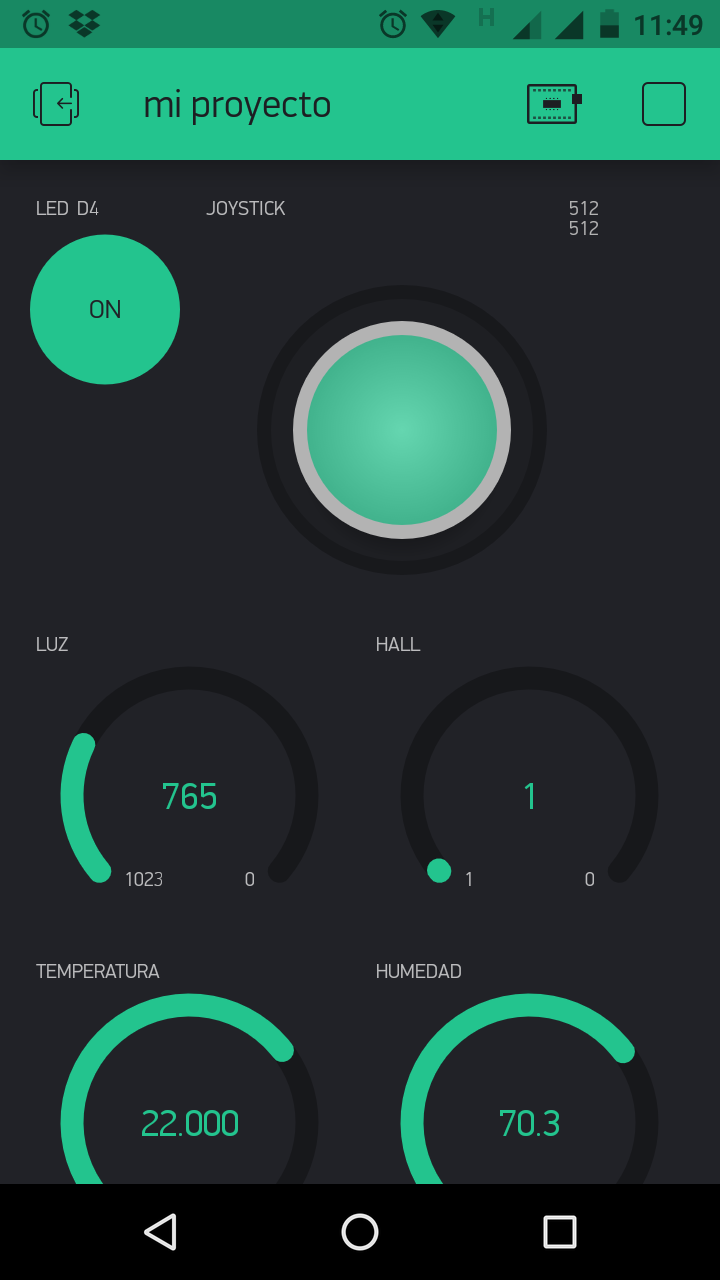 H
11:49
mi proyecto
LED D4
JOYSTICK
512
512
ON
LUZ
HALL
765
1
1023
0
1
0
TEMPERATURA
HUMEDAD
22.000
70.3